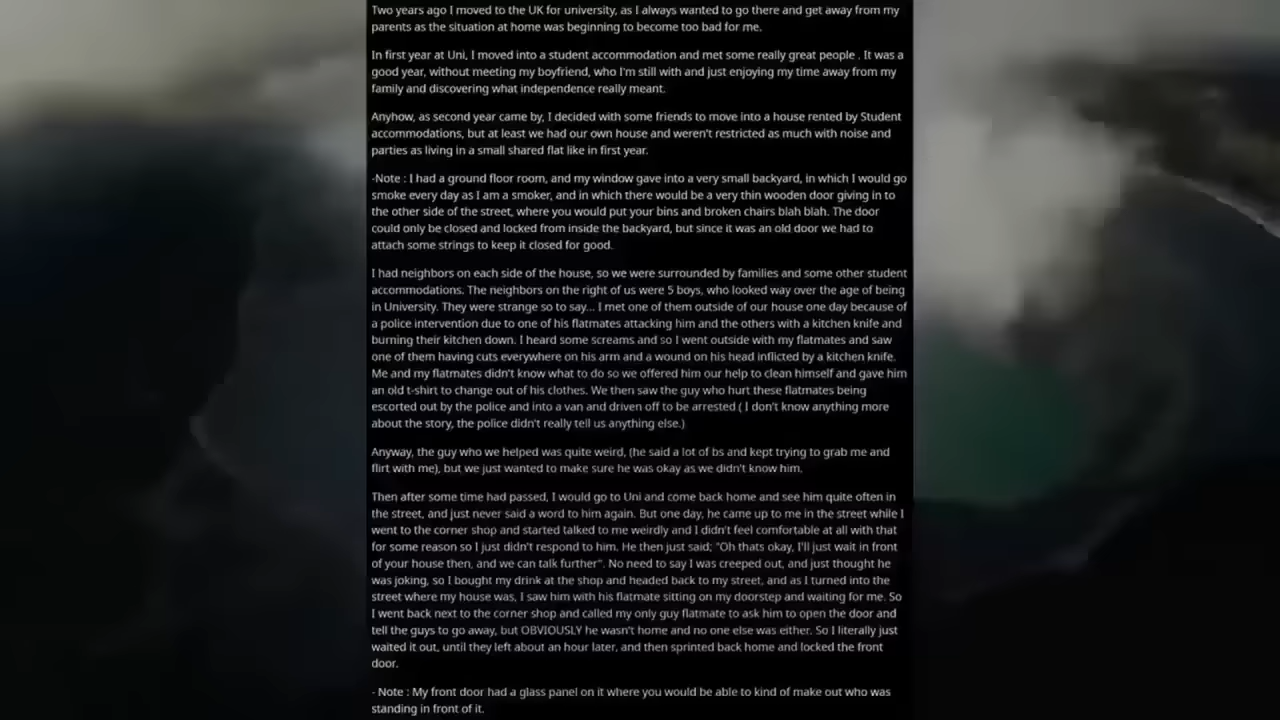 Two years ago I moved to the UK for university, as I always wanted to go there and get away from my
parents as the situation at home was beginning to become too bad for me.
In first year at Uni, I moved into a student accommodation and met some really great people . It was a
good year, without meeting my boyfriend, who I'm still with and just enjoying my time away from my
family and discovering what independence really meant.
Anyhow, as second year came by, I decided with some friends to move into a house rented by Student
accommodations, but at least we had our own house and weren't restricted as much with noise and
parties as living in a small shared flat like in first year.
-Note : I had a ground floor room, and my window gave into a very small backyard, in which I would go
smoke every day as I am a smoker, and in which there would be a very thin wooden door giving in to
the other side of the street, where you would put your bins and broken chairs blah blah. The door
could only be closed and locked from inside the backyard, but since it was an old door we had to
attach some strings to keep it closed for good.
I had neighbors on each side of the house, so we were surrounded by families and some other student
accommodations. The neighbors on the right of us were 5 boys, who looked way over the age of being
in University. They were strange so to say... I met one of them outside of our house one day because of
a police intervention due to one of his flatmates attacking him and the others with a kitchen knife and
burning their kitchen down. I heard some screams and so I went outside with my flatmates and saw
one of them having cuts everywhere on his arm and a wound on his head inflicted by a kitchen knife.
Me and my flatmates didn't know what to do so we offered him our help to clean himself and gave him
an old t-shirt to change out of his clothes. We then saw the guy who hurt these flatmates being
escorted out by the police and into a van and driven off to be arrested ( I don't know anything more
about the story, the police didn't really tell us anything else.)
Anyway, the guy who we helped was quite weird, (he said a lot of bs and kept trying to grab me and
flirt with me), but we just wanted to make sure he was okay as we didn't know him.
Then after some time had passed, I would go to Uni and come back home and see him quite often in
the street, and just never said a word to him again. But one day, he came up to me in the street while I
went to the corner shop and started talked to me weirdly and I didn't feel comfortable at all with that
for some reason so I just didn't respond to him. He then just said; "Oh thats okay, I'll just wait in front
of your house then, and we can talk further". No need to say I was creeped out, and just thought he
was joking, so I bought my drink at the shop and headed back to my street, and as I turned into the
street where my house was, I saw him with his flatmate sitting on my doorstep and waiting for me. So
I went back next to the corner shop and called my only guy flatmate to ask him to open the door and
tell the guys to go away, but OBVIOUSLY he wasn't home and no one else was either. So I literally just
waited it out, until they left about an hour later, and then sprinted back home and locked the front
door.
- Note : My front door had a glass panel on it where you would be able to kind of make out who was
standing in front of it.